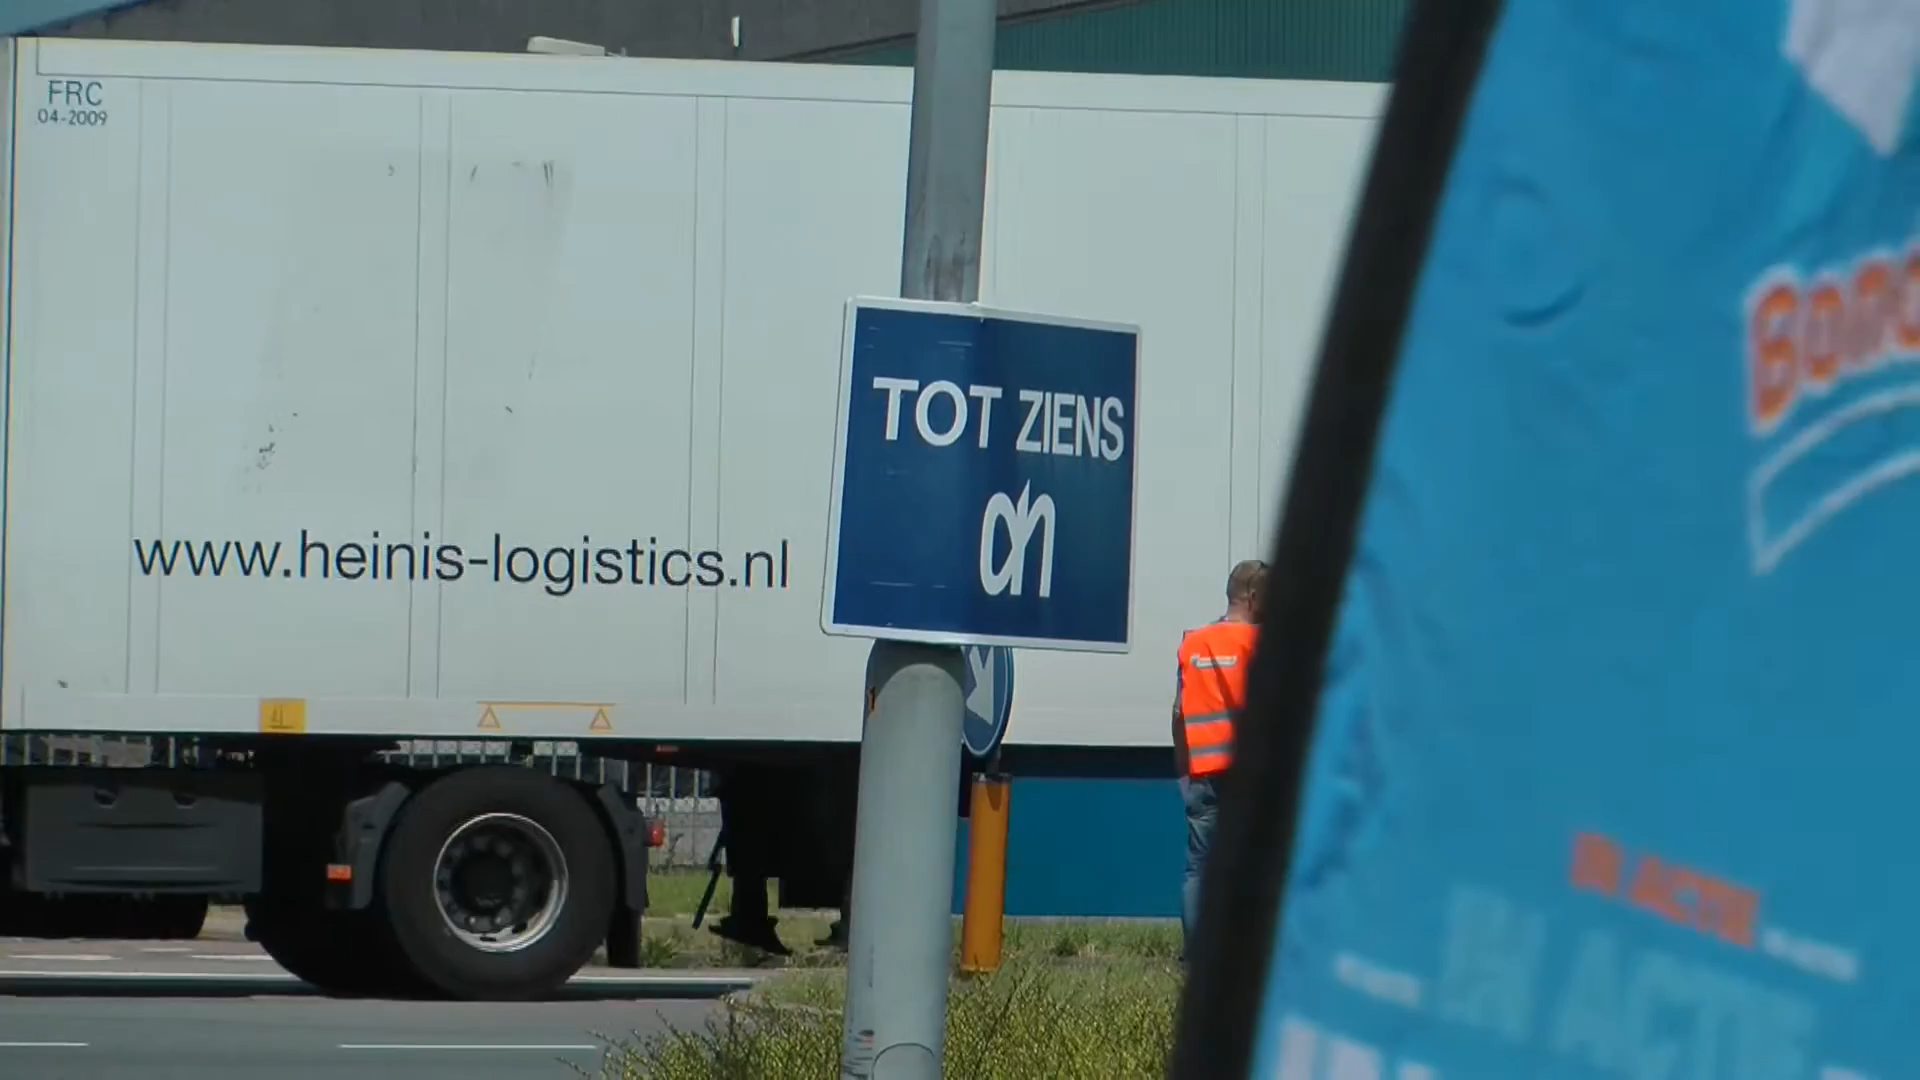 FRC
04-2009
www.heinis-logistics.nl
TOT ZIENS
ah
IN ACTIE
IN ACTIE